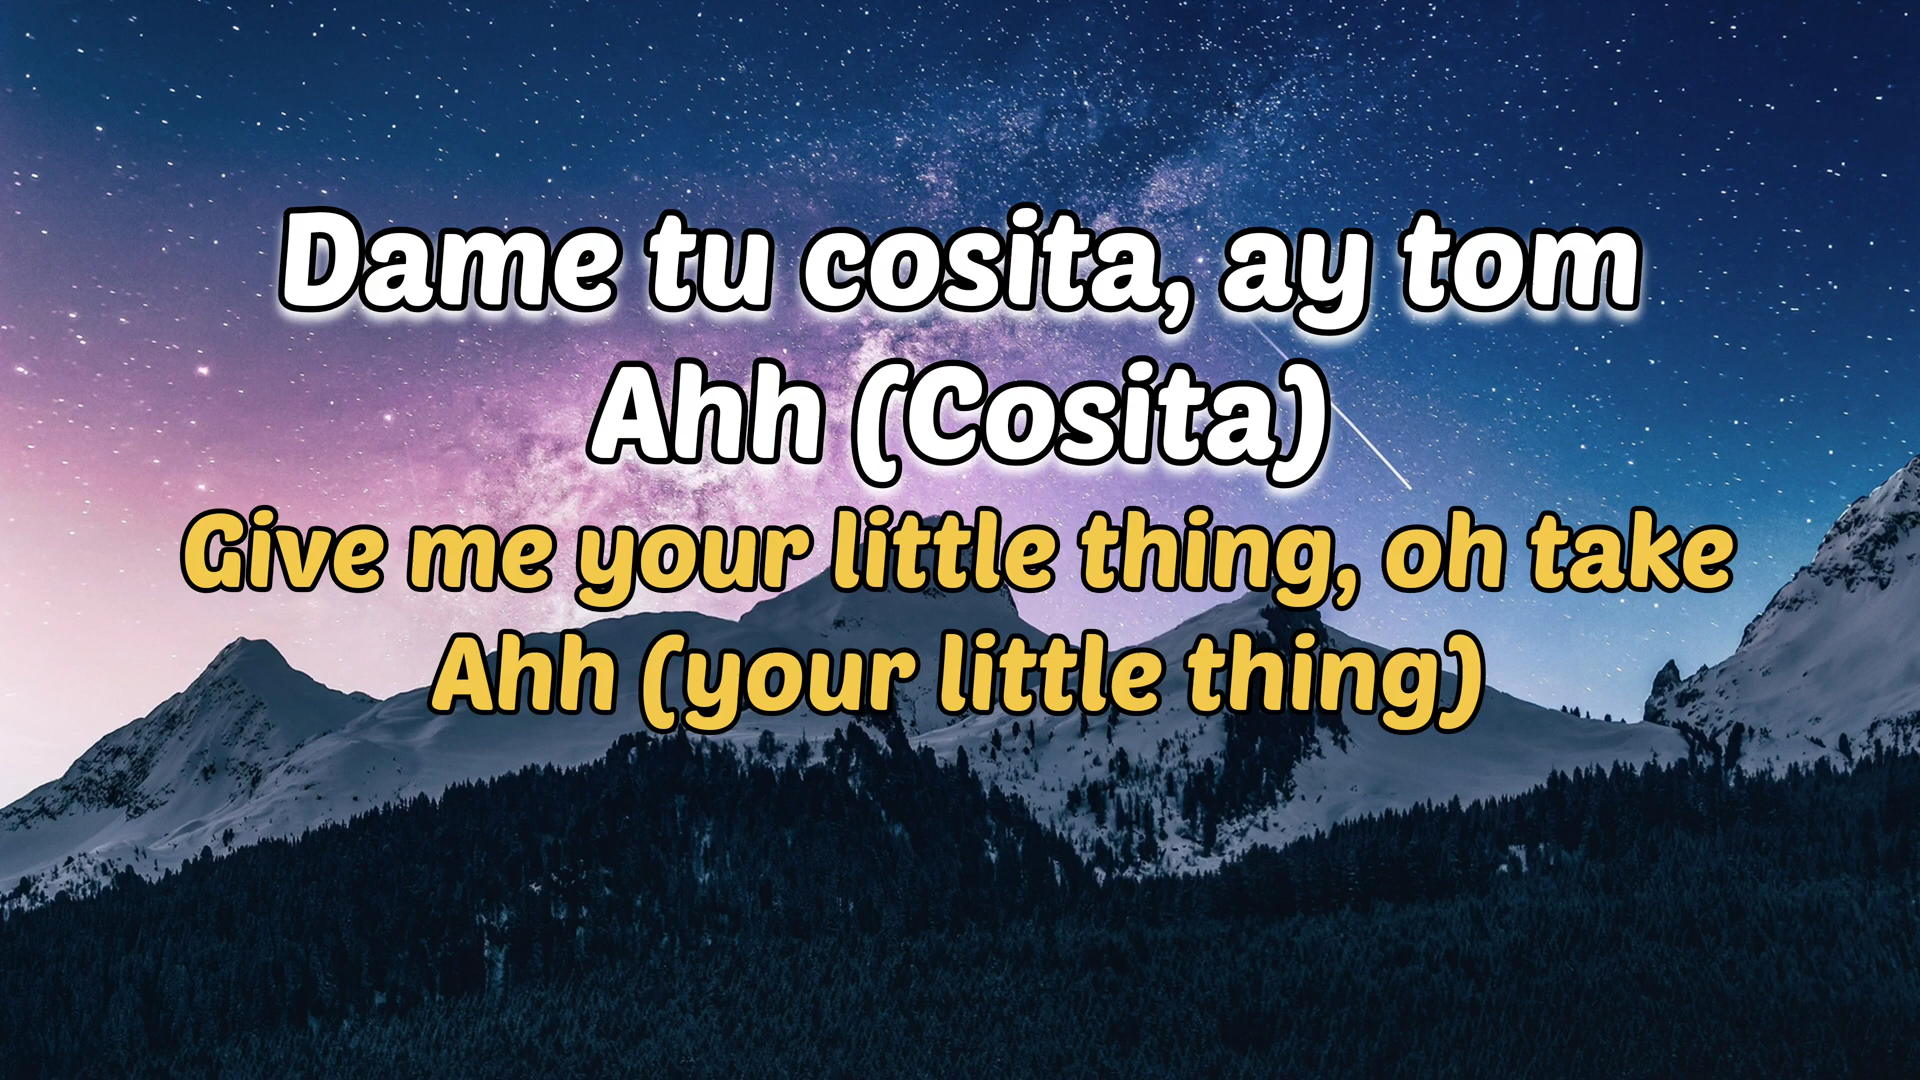 Dame tu cosita, ay tom
Ahh (Cosita)
Give me your little thing, oh take
Ahh (your little thing)